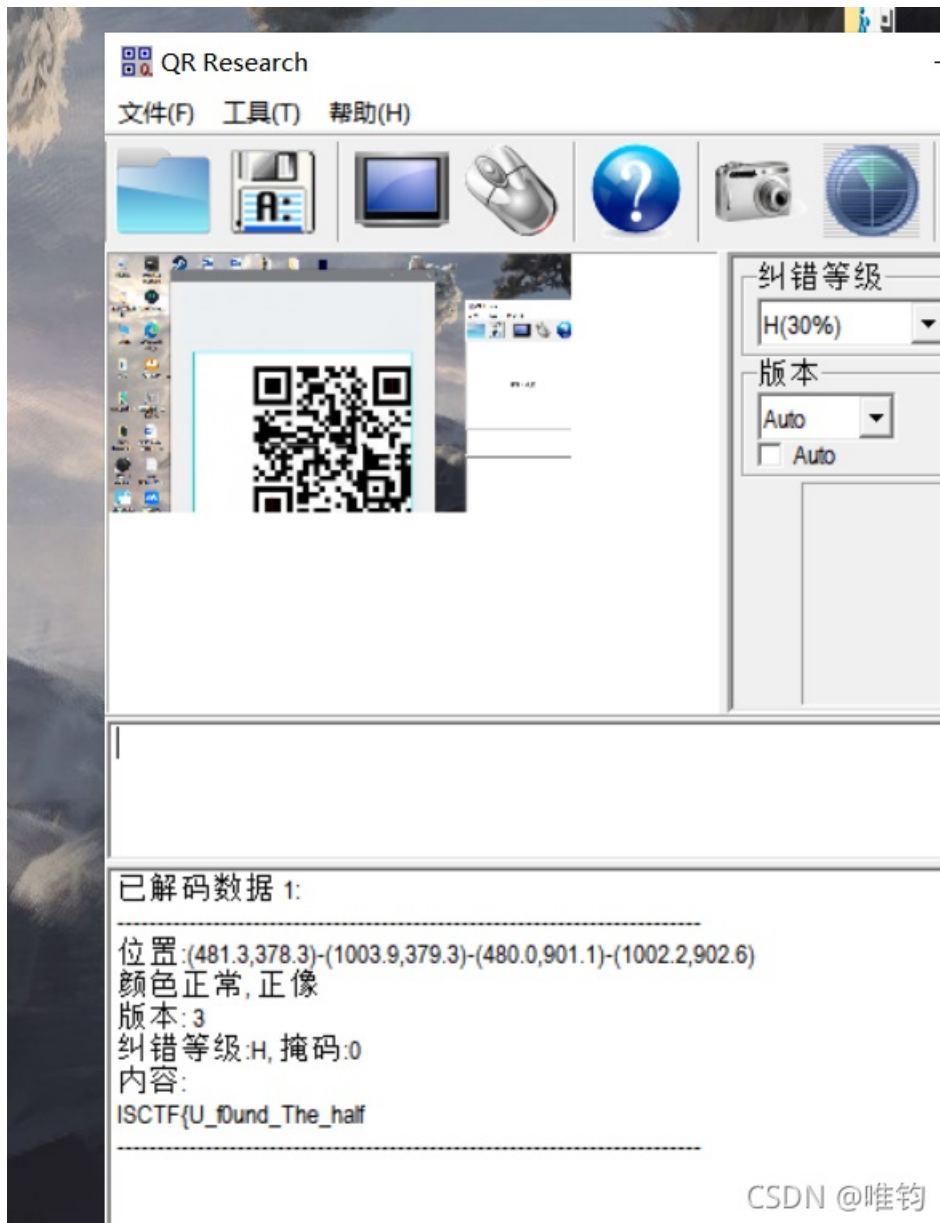 QR Research
文件(F) 工具(T) 帮助(H)
A:
纠错等级
H(30%)
版本
Auto
Auto
已解码数据 1:
位置:(481.3,378.3)-(1003.9,379.3)-(480.0,901.1)-(1002.2,902.6)
颜色正常, 正像
版本: 3
纠错等级:H, 掩码:0
内容:
ISCTF{U_f0und_The_half
CSDN @唯钧